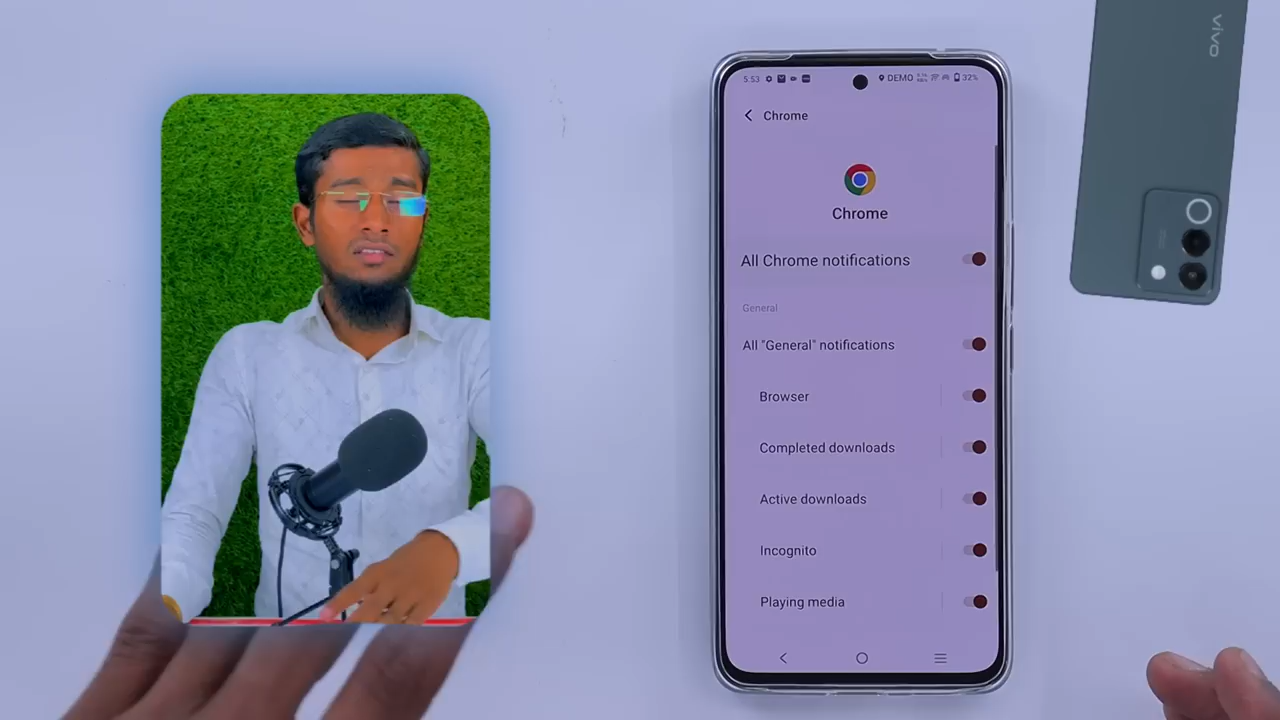 vivo
5:53
DEMO
32%
Chrome
Chrome
All Chrome notifications
General
All "General" notifications
Browser
Completed downloads
Active downloads
Incognito
Playing media